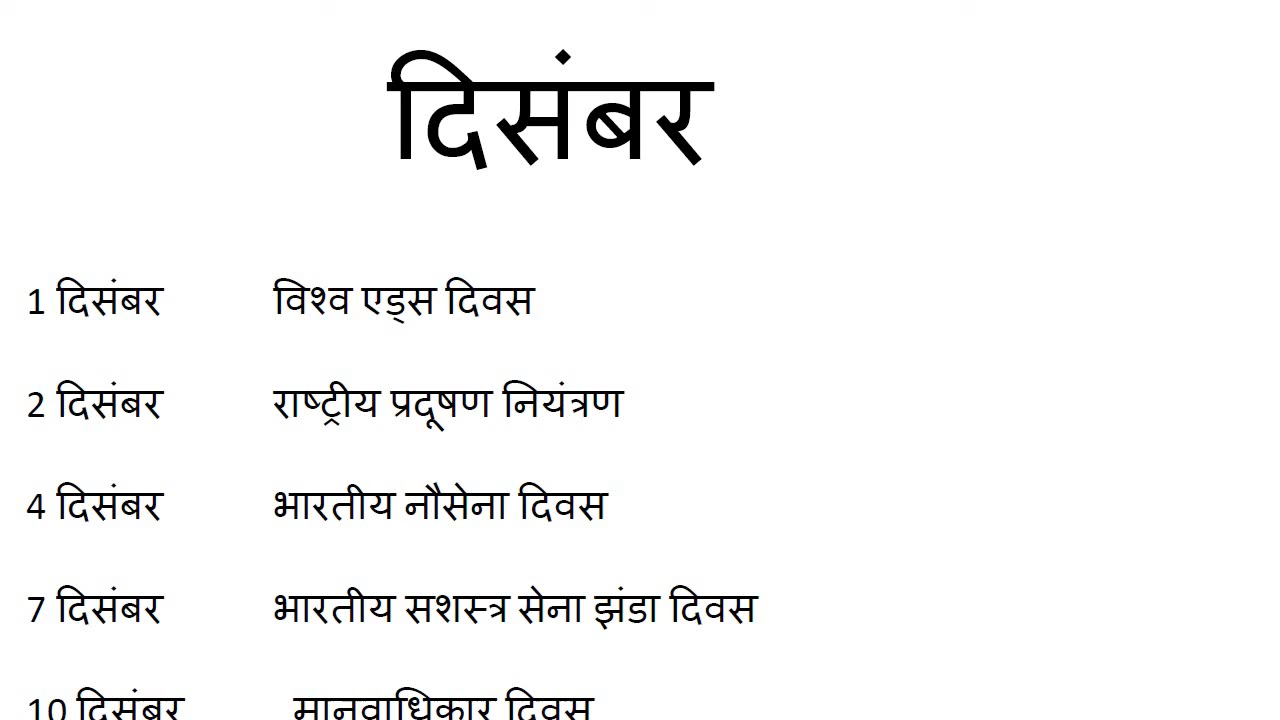 दिसंबर
1 दिसंबर विश्व एड्स दिवस
2 दिसंबर राष्ट्रीय प्रदूषण नियंत्रण
4 दिसंबर भारतीय नौसेना दिवस
7 दिसंबर भारतीय सशस्त्र सेना झंडा दिवस
10 दिसंबर मानवाधिकार दिवस